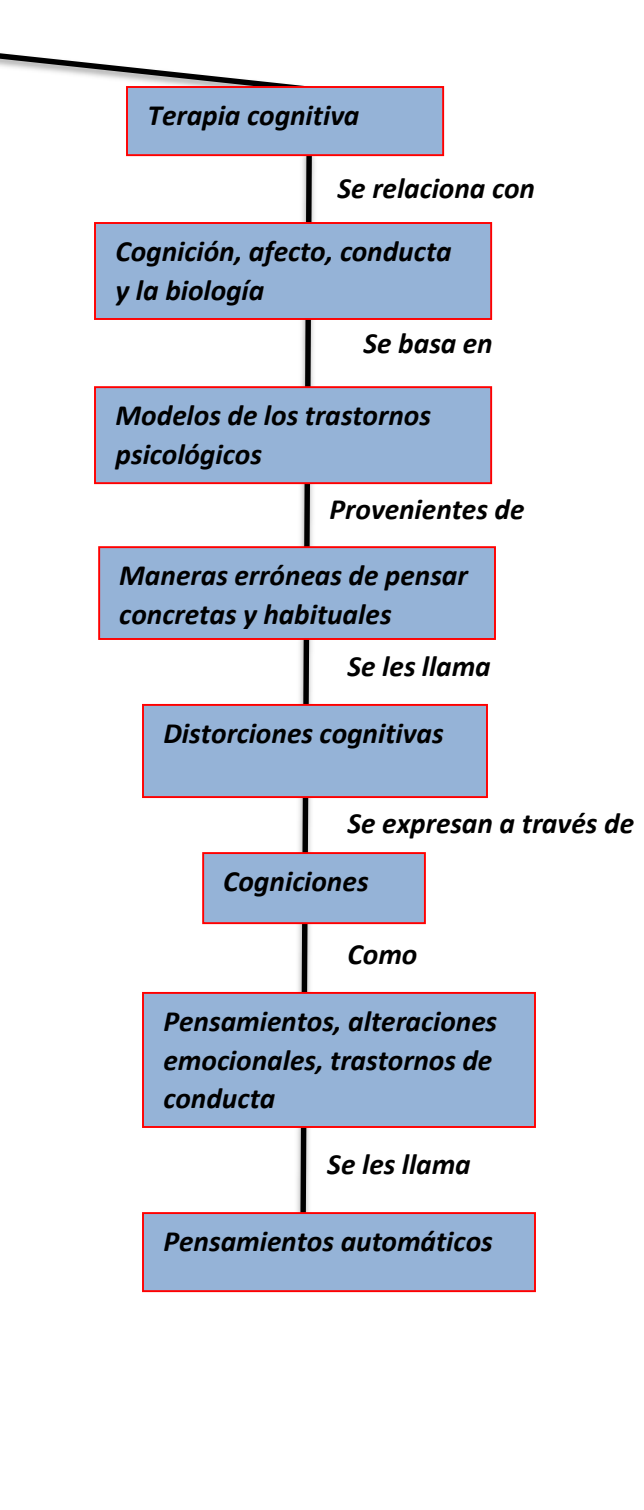 Terapia cognitiva
Se relaciona con
Cognición, afecto, conducta
y la biología
Se basa en
Modelos de los trastornos
psicológicos
Provenientes de
Maneras erróneas de pensar
concretas y habituales
Se les llama
Distorciones cognitivas
Se expresan a través de
Cogniciones
Como
Pensamientos, alteraciones
emocionales, trastornos de
conducta
Se les llama
Pensamientos automáticos